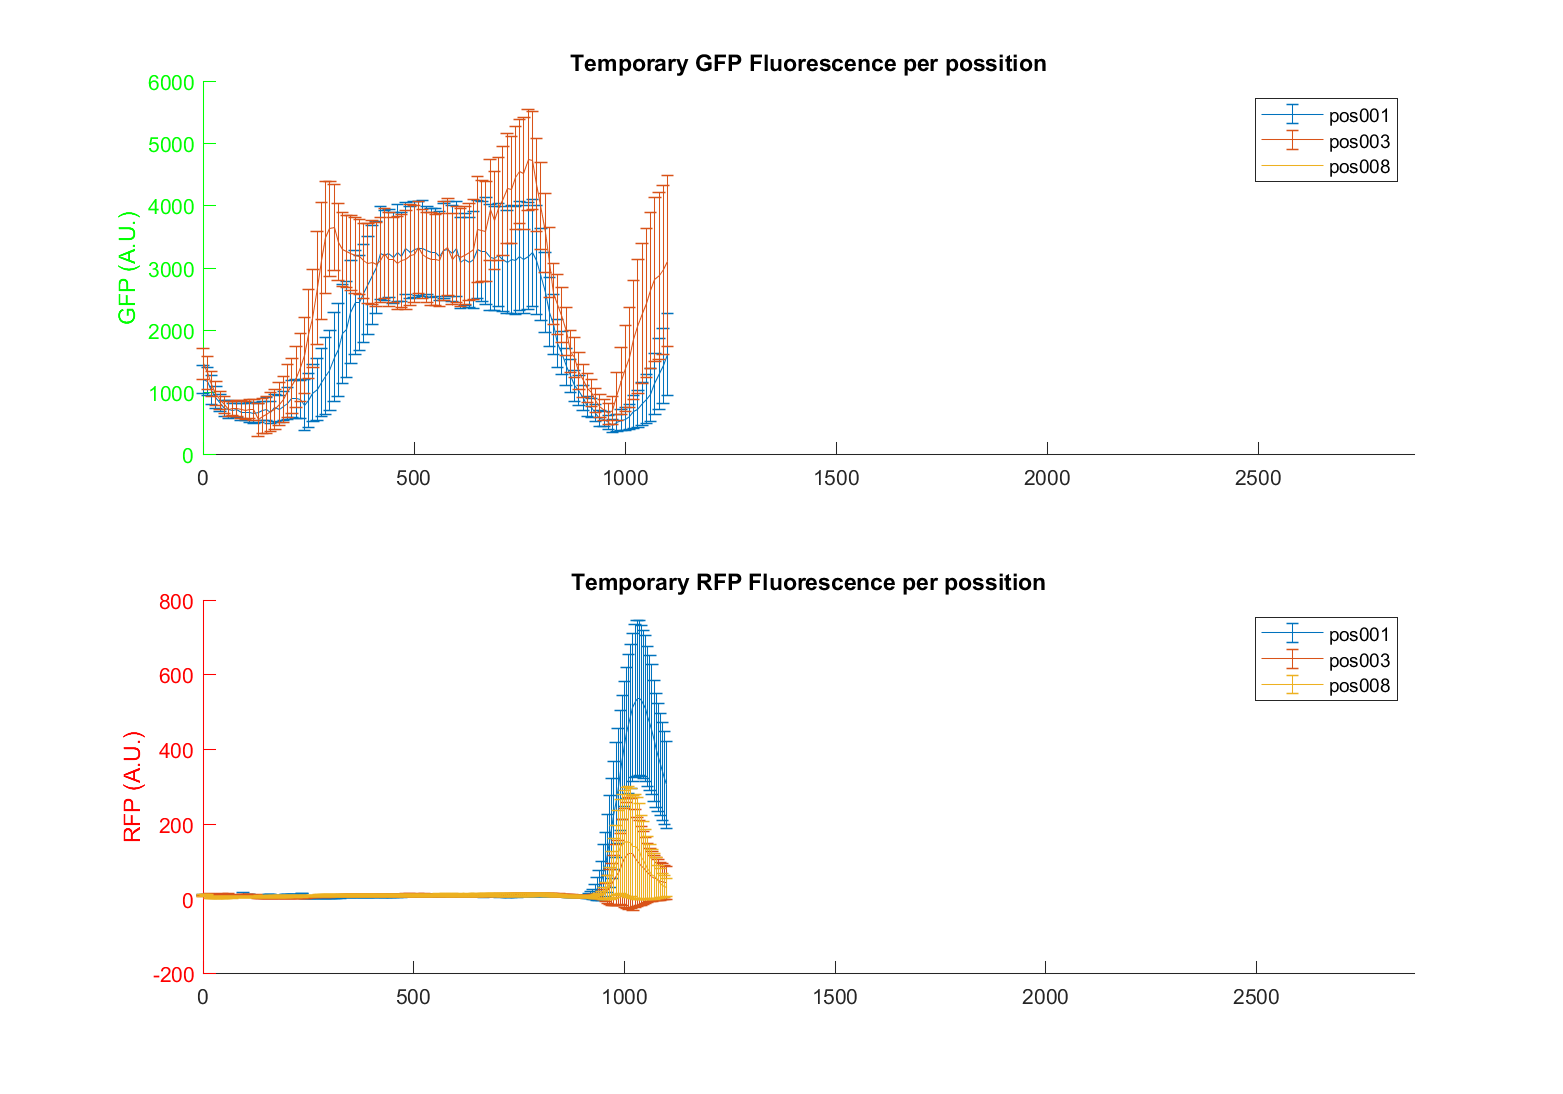 Temporary GFP Fluorescence per possition
6000
5000
4000
3000
2000
1000
0
GFP (A.U.)
0 500 1000 1500 2000 2500
pos001
pos003
pos008
Temporary RFP Fluorescence per possition
800
600
400
200
0
-200
RFP (A.U.)
0 500 1000 1500 2000 2500
pos001
pos003
pos008